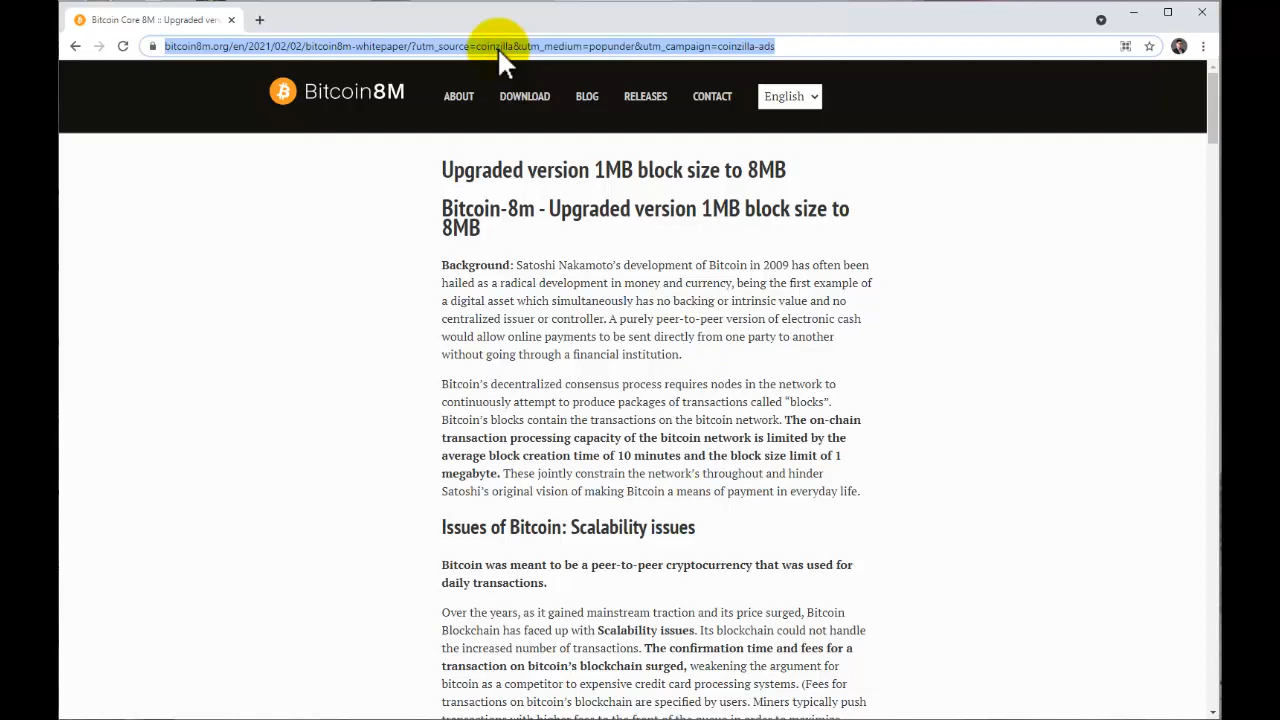 Bitcoin Core 8M :: Upgraded ver
bitcoin8m.org/en/2021/02/02/bitcoin8m-whitepaper/?utm_source=coinzilla&utm_medium=popunder&utm_campaign=coinzilla-ads
Bitcoin8M
ABOUT DOWNLOAD BLOG RELEASES CONTACT English
Upgraded version 1MB block size to 8MB
Bitcoin-8m - Upgraded version 1MB block size to
8MB
Background: Satoshi Nakamoto's development of Bitcoin in 2009 has often been
hailed as a radical development in money and currency, being the first example of
a digital asset which simultaneously has no backing or intrinsic value and no
centralized issuer or controller. A purely peer-to-peer version of electronic cash
would allow online payments to be sent directly from one party to another
without going through a financial institution.
Bitcoin's decentralized consensus process requires nodes in the network to
continuously attempt to produce packages of transactions called “blocks”.
Bitcoin's blocks contain the transactions on the bitcoin network. The on-chain
transaction processing capacity of the bitcoin network is limited by the
average block creation time of 10 minutes and the block size limit of 1
megabyte. These jointly constrain the network's throughout and hinder
Satoshi's original vision of making Bitcoin a means of payment in everyday life.
Issues of Bitcoin: Scalability issues
Bitcoin was meant to be a peer-to-peer cryptocurrency that was used for
daily transactions.
Over the years, as it gained mainstream traction and its price surged, Bitcoin
Blockchain has faced up with Scalability issues. Its blockchain could not handle
the increased number of transactions. The confirmation time and fees for a
transaction on bitcoin's blockchain surged, weakening the argument for
bitcoin as a competitor to expensive credit card processing systems. (Fees for
transactions on bitcoin's blockchain are specified by users. Miners typically push
transactions with higher fees to the front of the queue in order to maximize